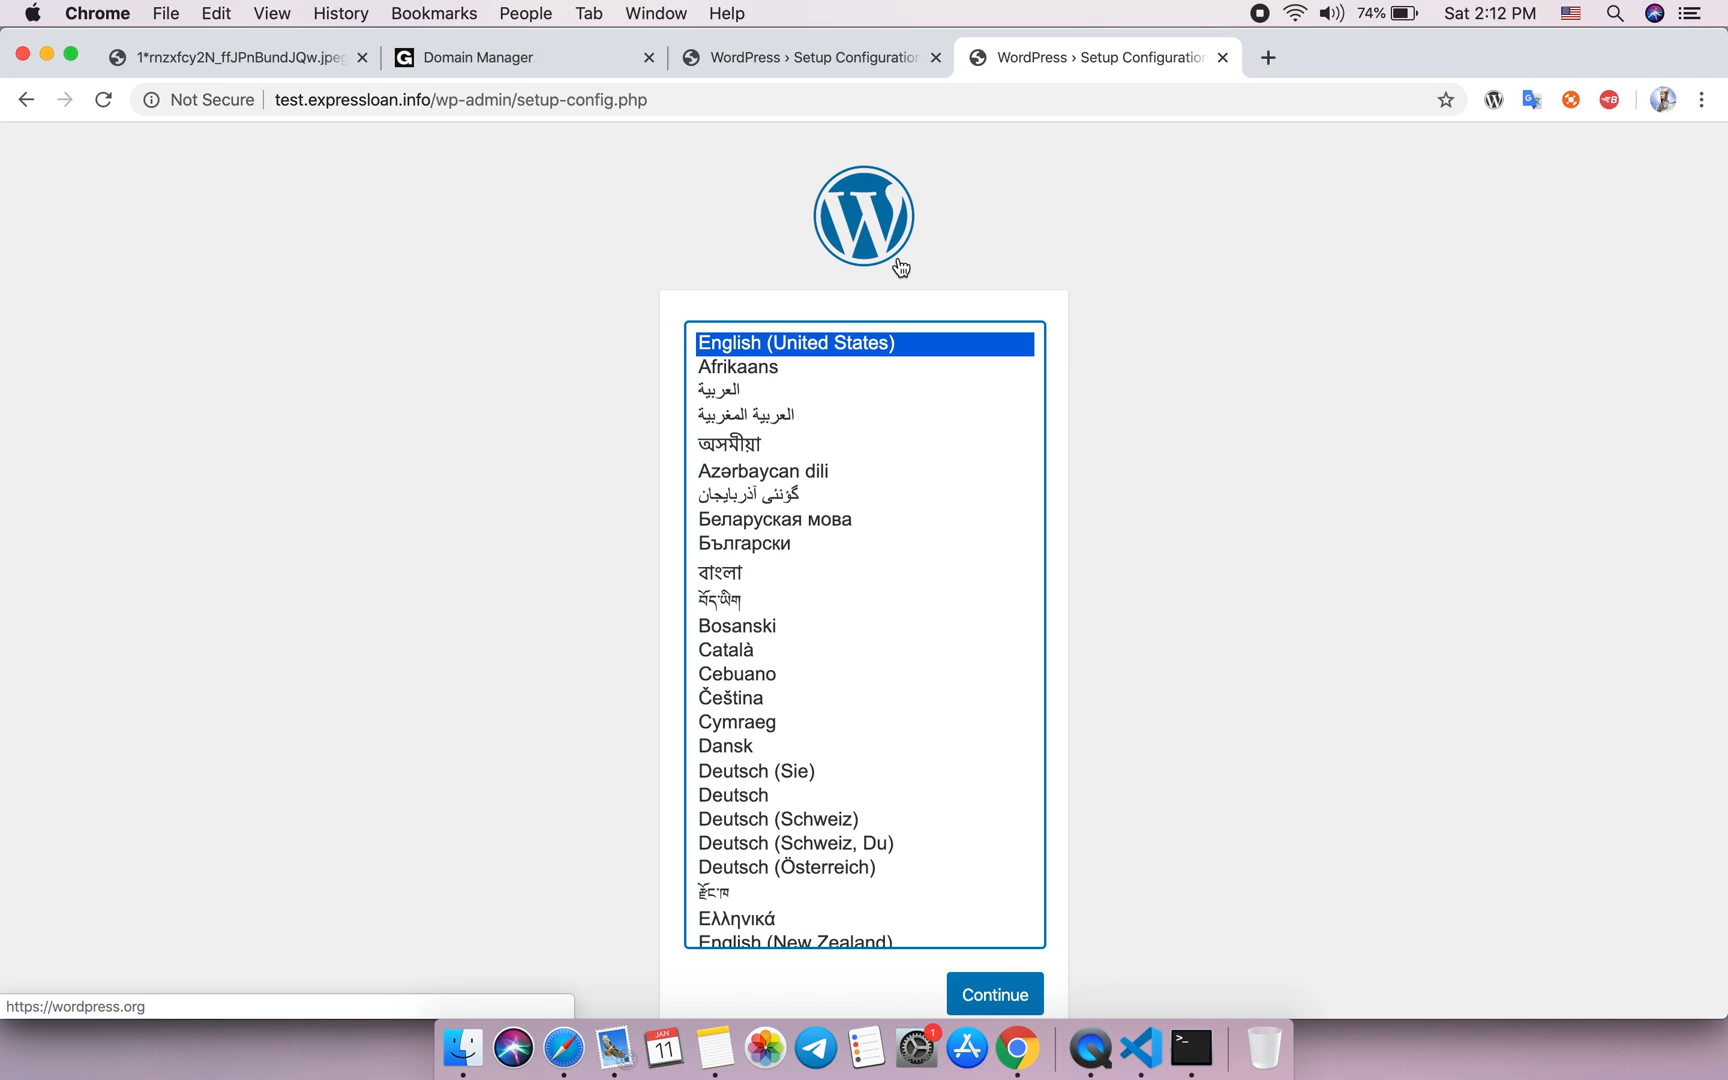 Chrome File Edit View History Bookmarks People Tab Window Help 74% Sat 2:12 PM
1*rnzxfcy2N_ffJPnBundJQw.jpeg Domain Manager WordPress › Setup Configuration WordPress › Setup Configuration
Not Secure test.expressloan.info/wp-admin/setup-config.php
English (United States)
Afrikaans
العربية
العربية المغربية
অসমীয়া
Azərbaycan dili
گؤنئی آذربایجان
Беларуская мова
Български
বাংলা
བོད་ཡིག
Bosanski
Català
Cebuano
Čeština
Cymraeg
Dansk
Deutsch (Sie)
Deutsch
Deutsch (Schweiz)
Deutsch (Schweiz, Du)
Deutsch (Österreich)
རྫོང་ཁ
Ελληνικά
English (New Zealand)
Continue
https://wordpress.org
JAN
11
1